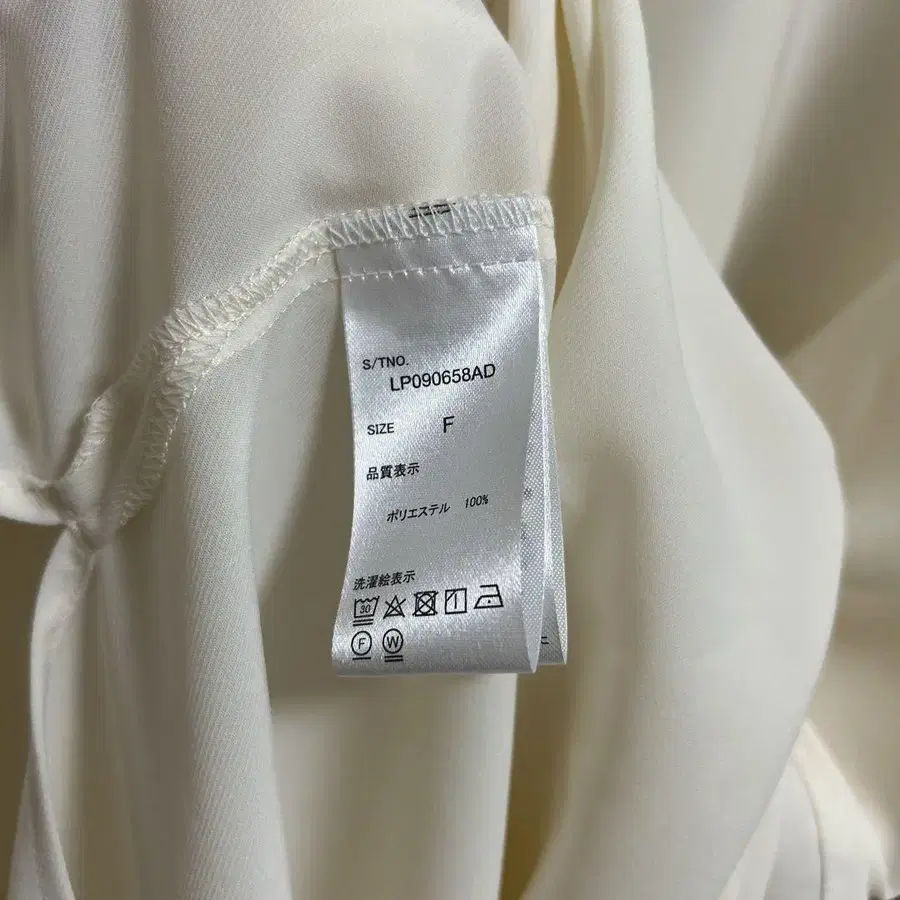 S/TNO.
LP090658AD
SIZE F
品質表示
ポリエステル 100%
洗濯絵表示
30
F W